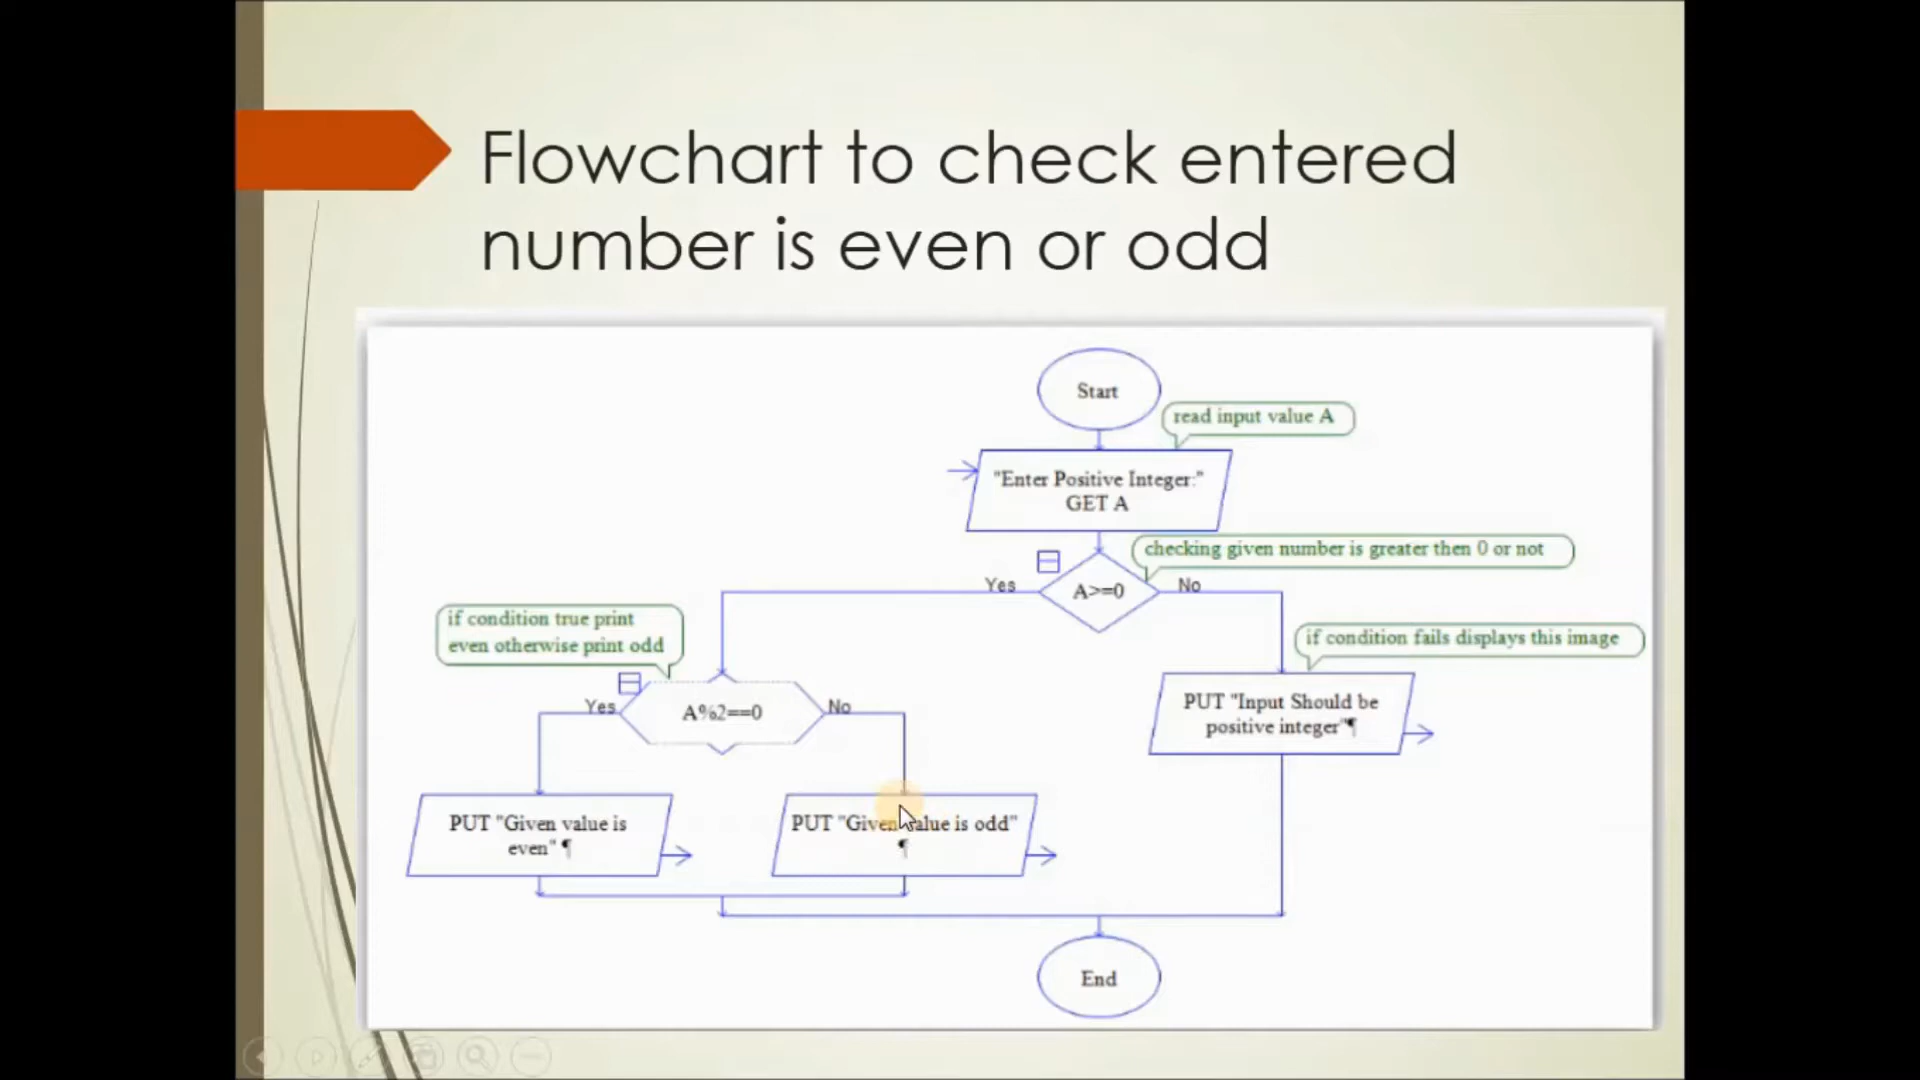 Flowchart to check entered
number is even or odd
Start
read input value A
"Enter Positive Integer:"
GET A
checking given number is greater then 0 or not
Yes
A>=0
No
if condition true print
even otherwise print odd
if condition fails displays this image
Yes
A%2==0
No
PUT "Input Should be
positive integer"¶
PUT "Given value is
even" ¶
PUT "Given value is odd"
¶
End